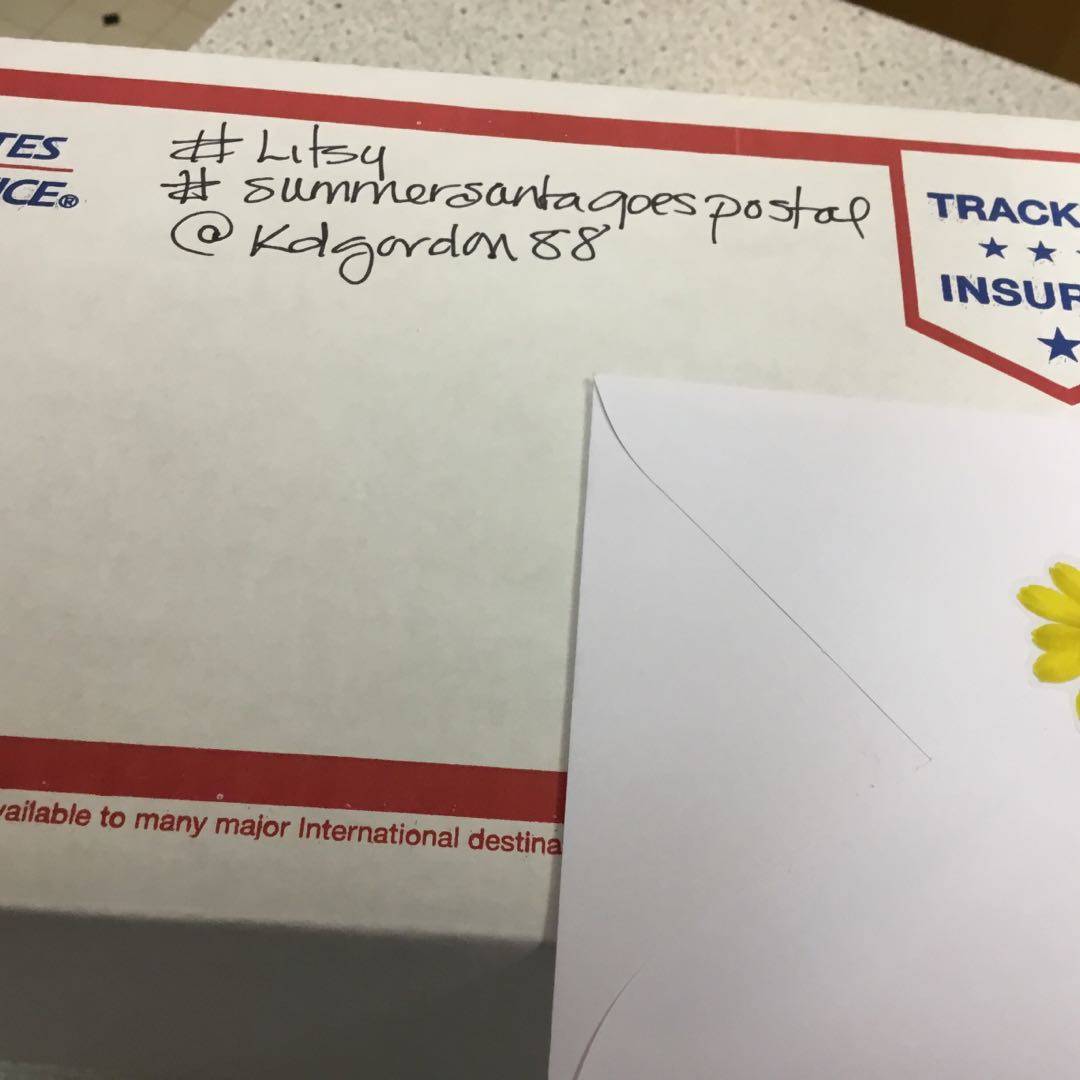 TES
ICE®
# Litsy
# summersantagoespostal
@Kdgordon88
TRACK
INSUR
vailable to many major International destina